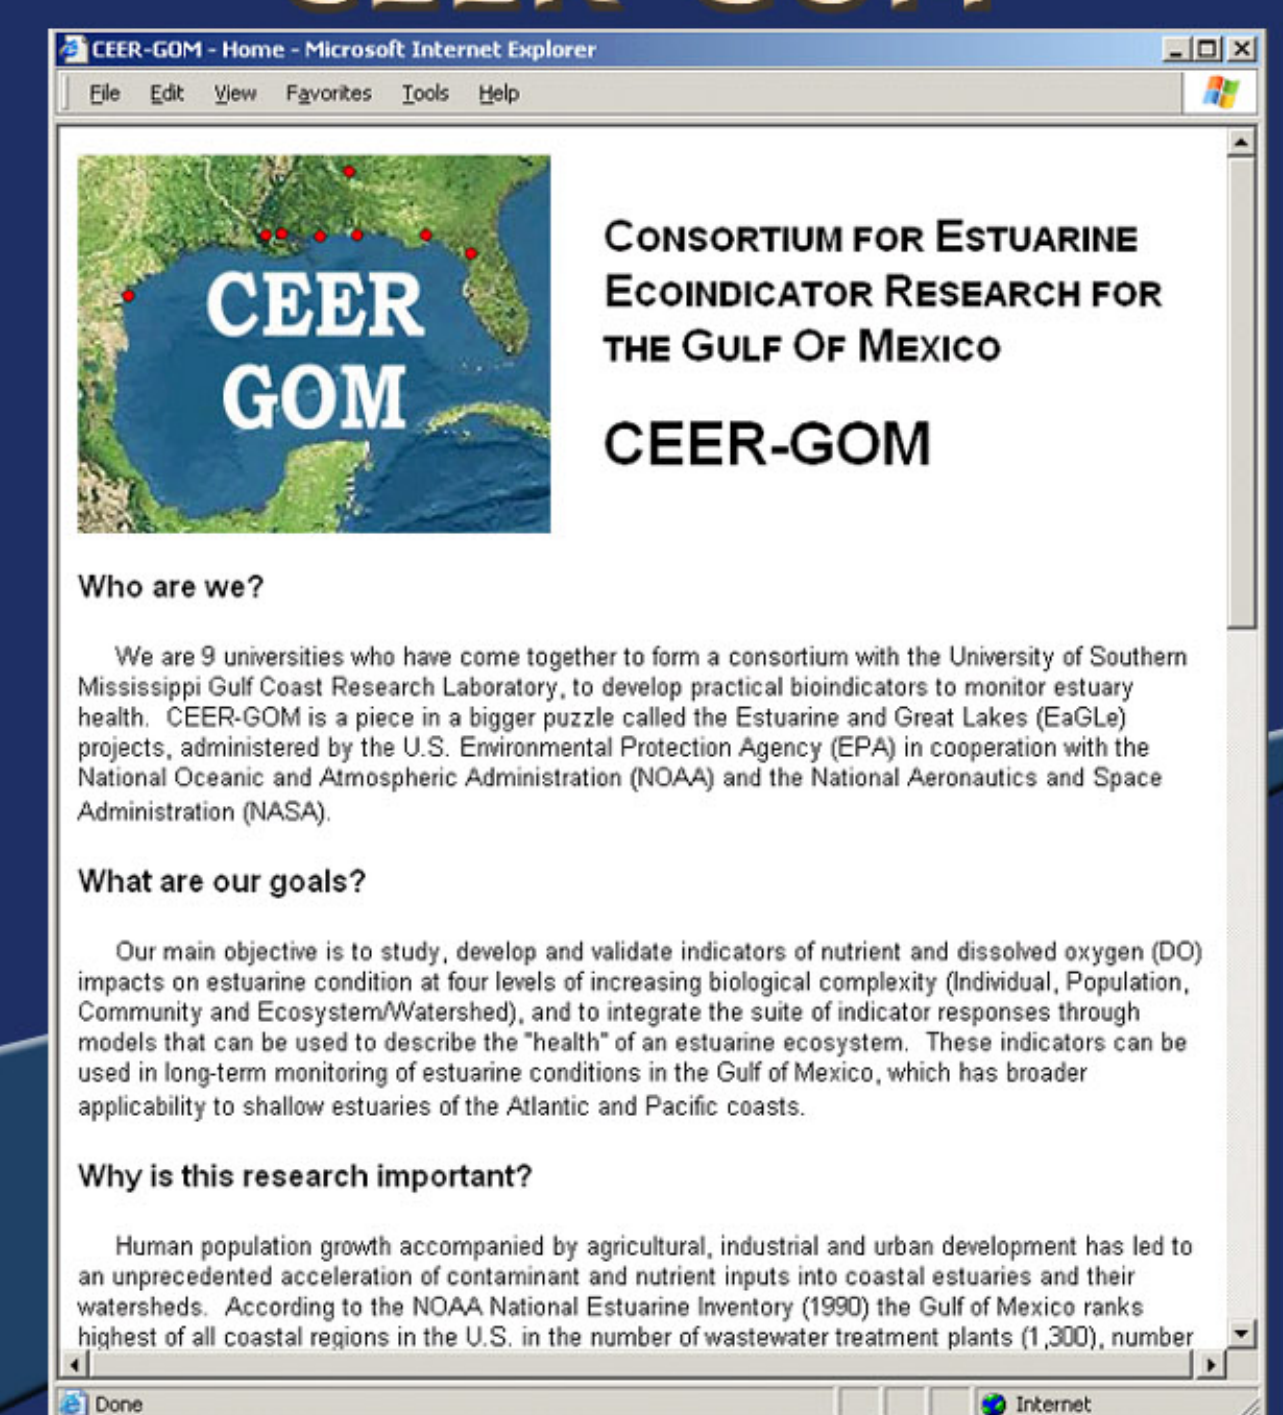 CEER-GOM
CEER-GOM - Home - Microsoft Internet Explorer
File Edit View Favorites Tools Help
CEER
GOM
CONSORTIUM FOR ESTUARINE
ECOINDICATOR RESEARCH FOR
THE GULF OF MEXICO
CEER-GOM
Who are we?
We are 9 universities who have come together to form a consortium with the University of Southern
Mississippi Gulf Coast Research Laboratory, to develop practical bioindicators to monitor estuary
health. CEER-GOM is a piece in a bigger puzzle called the Estuarine and Great Lakes (EaGLe)
projects, administered by the U.S. Environmental Protection Agency (EPA) in cooperation with the
National Oceanic and Atmospheric Administration (NOAA) and the National Aeronautics and Space
Administration (NASA).
What are our goals?
Our main objective is to study, develop and validate indicators of nutrient and dissolved oxygen (DO)
impacts on estuarine condition at four levels of increasing biological complexity (Individual, Population,
Community and Ecosystem/Watershed), and to integrate the suite of indicator responses through
models that can be used to describe the "health" of an estuarine ecosystem. These indicators can be
used in long-term monitoring of estuarine conditions in the Gulf of Mexico, which has broader
applicability to shallow estuaries of the Atlantic and Pacific coasts.
Why is this research important?
Human population growth accompanied by agricultural, industrial and urban development has led to
an unprecedented acceleration of contaminant and nutrient inputs into coastal estuaries and their
watersheds. According to the NOAA National Estuarine Inventory (1990) the Gulf of Mexico ranks
highest of all coastal regions in the U.S. in the number of wastewater treatment plants (1,300), number
Done Internet